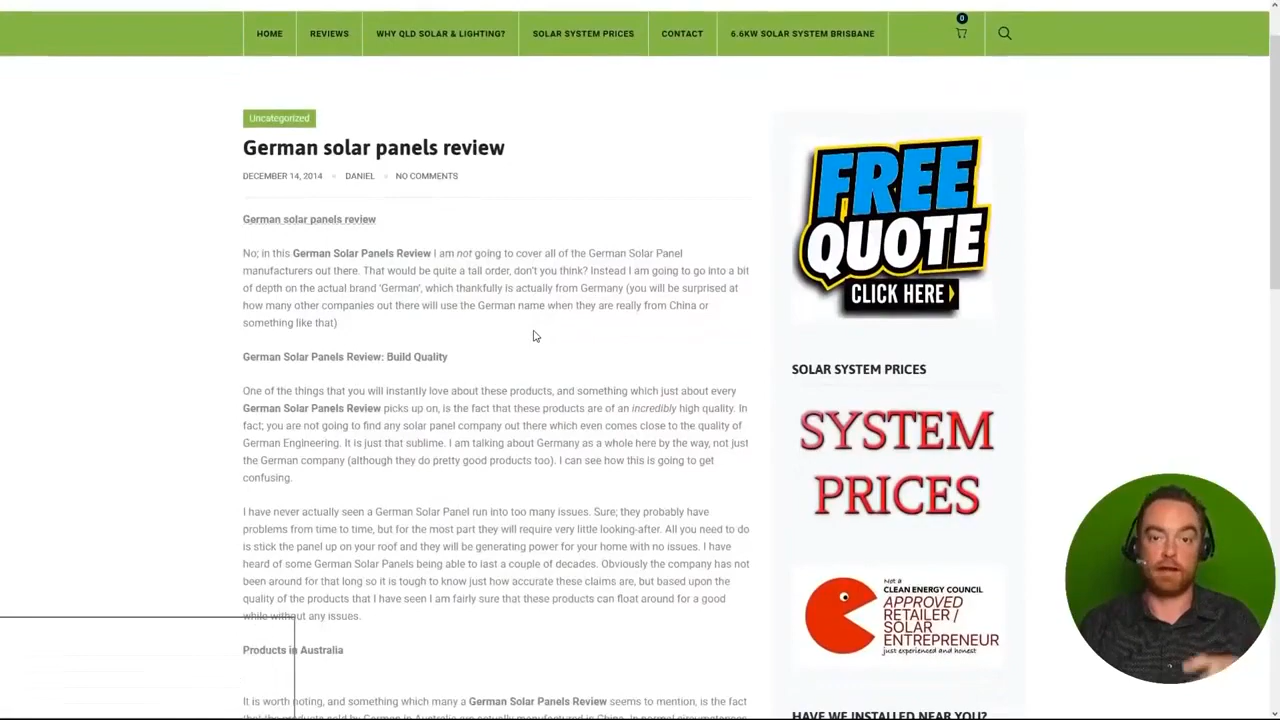 0
HOME
REVIEWS
WHY QLD SOLAR & LIGHTING?
SOLAR SYSTEM PRICES
CONTACT
6.6KW SOLAR SYSTEM BRISBANE
Uncategorized
German solar panels review
DECEMBER 14, 2014
DANIEL
NO COMMENTS
German solar panels review
No; in this German Solar Panels Review I am not going to cover all of the German Solar Panel
manufacturers out there. That would be quite a tall order, don't you think? Instead I am going to go into a bit
of depth on the actual brand 'German', which thankfully is actually from Germany (you will be surprised at
how many other companies out there will use the German name when they are really from China or
something like that)
German Solar Panels Review: Build Quality
One of the things that you will instantly love about these products, and something which just about every
German Solar Panels Review picks up on, is the fact that these products are of an incredibly high quality. In
fact; you are not going to find any solar panel company out there which even comes close to the quality of
German Engineering. It is just that sublime. I am talking about Germany as a whole here by the way, not just
the German company (although they do pretty good products too). I can see how this is going to get
confusing.
I have never actually seen a German Solar Panel run into too many issues. Sure; they probably have
problems from time to time, but for the most part they will require very little looking-after. All you need to do
is stick the panel up on your roof and they will be generating power for your home with no issues. I have
heard of some German Solar Panels being able to last a couple of decades. Obviously the company has not
been around for that long so it is tough to know just how accurate these claims are, but based upon the
quality of the products that I have seen I am fairly sure that these products can float around for a good
while without any issues.
Products in Australia
It is worth noting, and something which many a German Solar Panels Review seems to mention, is the fact
that the products sold by German in Australia are actually manufactured in China. In normal circumstances
FREE
QUOTE
CLICK HERE
SOLAR SYSTEM PRICES
SYSTEM
PRICES
Not a
CLEAN ENERGY COUNCIL
APPROVED
RETAILER /
SOLAR
ENTREPRENEUR
just experienced and honest
HAVE WE INSTALLED NEAR YOU?